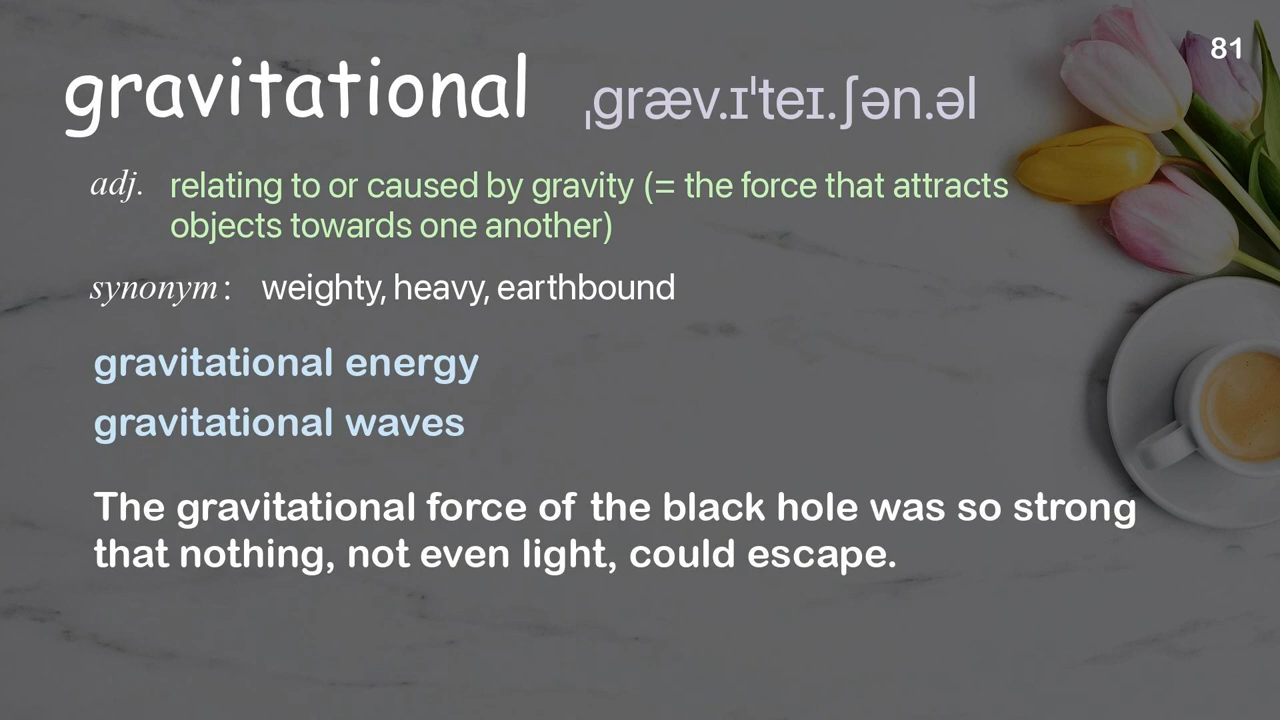 81
gravitational ˌɡræv.ɪˈteɪ.ʃən.əl
adj. relating to or caused by gravity (= the force that attracts
objects towards one another)
synonym: weighty, heavy, earthbound
gravitational energy
gravitational waves
The gravitational force of the black hole was so strong
that nothing, not even light, could escape.